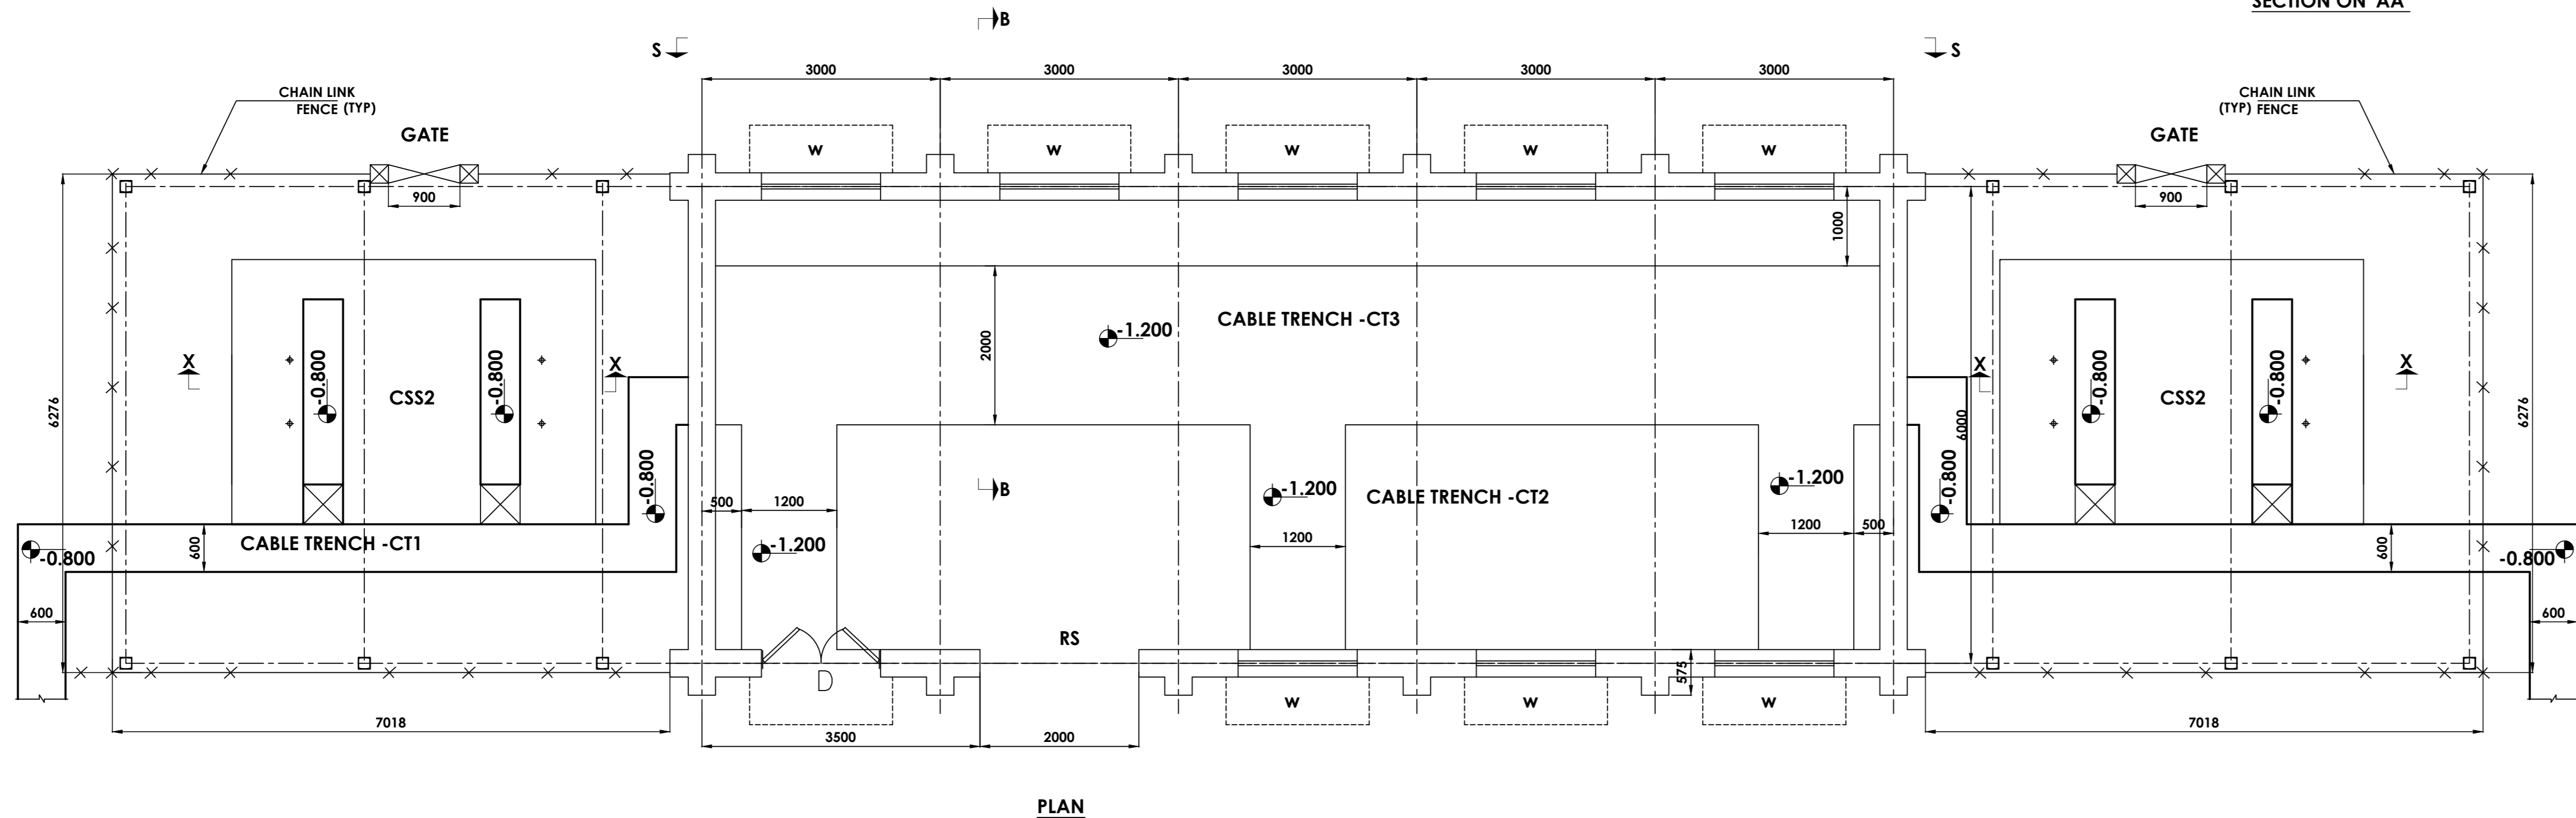 SECTION ON 'AA'
B
S
S
3000
3000
3000
3000
3000
CHAIN LINK
FENCE (TYP)
CHAIN LINK
(TYP) FENCE
GATE
GATE
W
W
W
W
W
900
900
1000
CABLE TRENCH -CT3
-1.200
2000
X
X
X
X
-0.800
-0.800
-0.800
-0.800
CSS2
CSS2
6276
6000
6276
-0.800
-0.800
B
500
1200
-1.200
CABLE TRENCH -CT2
-1.200
1200
500
1200
-1.200
600
CABLE TRENCH -CT1
-0.800
600
-0.800
600
600
RS
D
575
W
W
W
7018
3500
2000
7018
PLAN